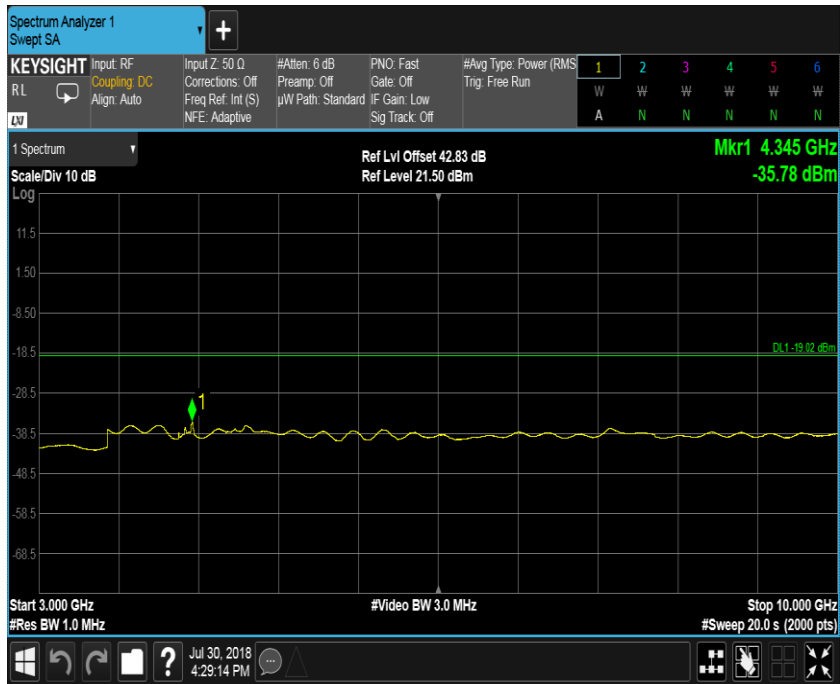 Spectrum Analyzer 1
Swept SA
+
KEYSIGHT Input: RF Input Z: 50 Ω #Atten: 6 dB PNO: Fast #Avg Type: Power (RMS 1 2 3 4 5 6
RL Coupling: DC Corrections: Off Preamp: Off Gate: Off Trig: Free Run W W W W W W
Align: Auto Freq Ref: Int (S) µW Path: Standard IF Gain: Low
LXI NFE: Adaptive Sig Track: Off A N N N N N
1 Spectrum Ref Lvl Offset 42.83 dB Mkr1 4.345 GHz
Scale/Div 10 dB Ref Level 21.50 dBm -35.78 dBm
Log
11.5
1.50
-8.50
-18.5 DL1 -19.02 dBm
-28.5
1
-38.5
-48.5
-58.5
-68.5
Start 3.000 GHz #Video BW 3.0 MHz Stop 10.000 GHz
#Res BW 1.0 MHz #Sweep 20.0 s (2000 pts)
? Jul 30, 2018
4:29:14 PM